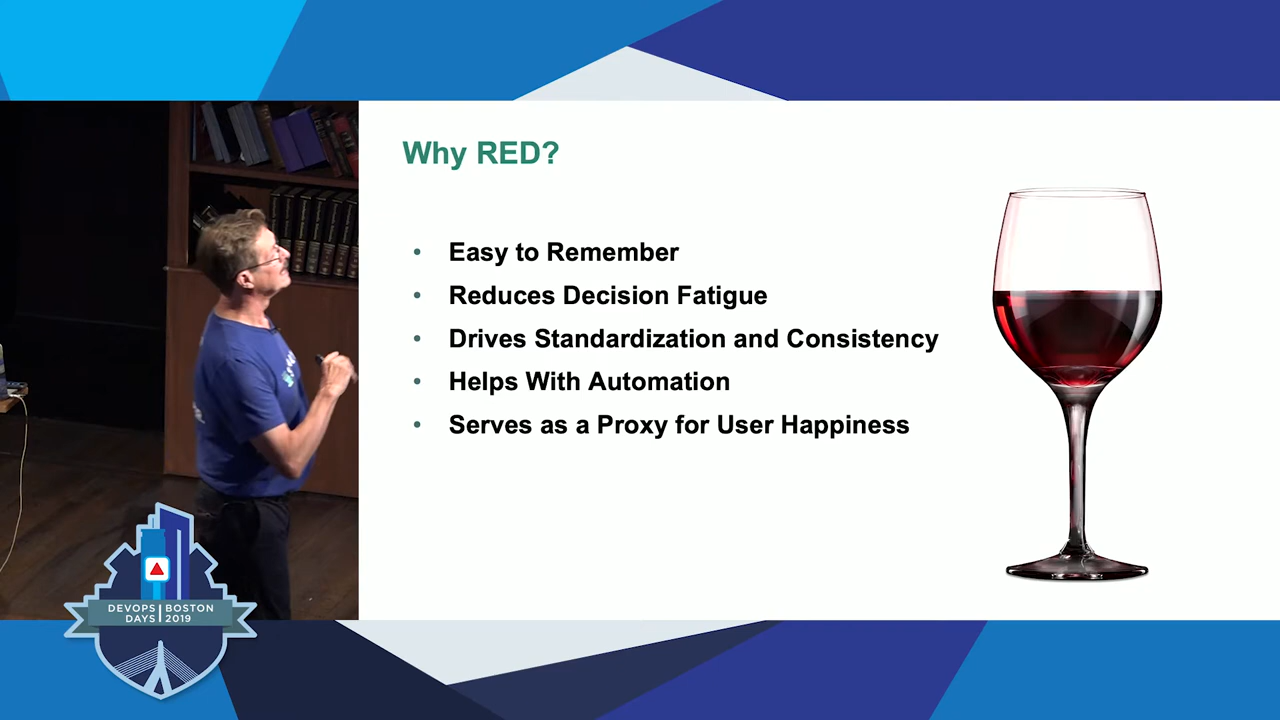 Why RED?
• Easy to Remember
• Reduces Decision Fatigue
• Drives Standardization and Consistency
• Helps With Automation
• Serves as a Proxy for User Happiness
DEVOPS BOSTON
DAYS 2019